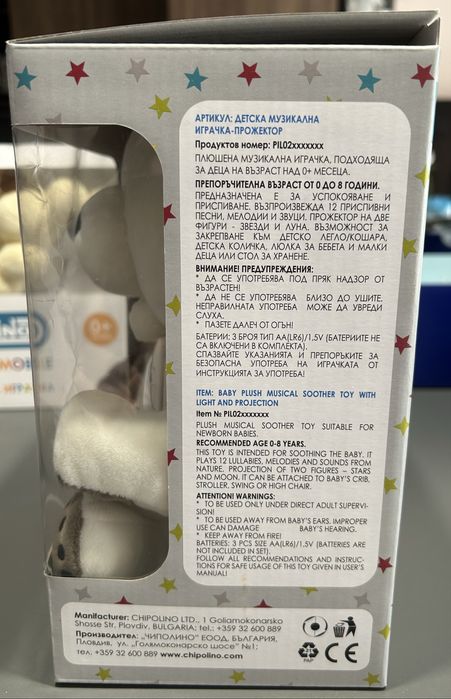 АРТИКУЛ: ДЕТСКА МУЗИКАЛНА
ИГРАЧКА-ПРОЖЕКТОР
Продуктов номер: PIL02xxxxxxx
ПЛЮШЕНА МУЗИКАЛНА ИГРАЧКА, ПОДХОДЯЩА
ЗА ДЕЦА НА ВЪЗРАСТ НАД 0+ МЕСЕЦА.
ПРЕПОРЪЧИТЕЛНА ВЪЗРАСТ ОТ 0 ДО 8 ГОДИНИ.
ПРЕДНАЗНАЧЕНА Е ЗА УСПОКОЯВАНЕ И
ПРИСПИВАНЕ. ВЪЗПРОИЗВЕЖДА 12 ПРИСПИВНИ
ПЕСНИ, МЕЛОДИИ И ЗВУЦИ. ПРОЖЕКТОР НА ДВЕ
ФИГУРИ - ЗВЕЗДИ И ЛУНА. ВЪЗМОЖНОСТ ЗА
ЗАКРЕПВАНЕ КЪМ ДЕТСКО ЛЕГЛО/КОШАРА,
ДЕТСКА КОЛИЧКА, ЛЮЛКА ЗА БЕБЕТА И МАЛКИ
ДЕЦА ИЛИ СТОЛ ЗА ХРАНЕНЕ.
ВНИМАНИЕ! ПРЕДУПРЕЖДЕНИЯ:
* ДА СЕ УПОТРЕБЯВА ПОД ПРЯК НАДЗОР ОТ
ВЪЗРАСТЕН!
* ДА НЕ СЕ УПОТРЕБЯВА БЛИЗО ДО УШИТЕ.
НЕПРАВИЛНАТА УПОТРЕБА МОЖЕ ДА УВРЕДИ
СЛУХА.
* ПАЗЕТЕ ДАЛЕЧ ОТ ОГЪН!
БАТЕРИИ: 3 БРОЯ ТИП AA(LR6)/1.5V (БАТЕРИИТЕ НЕ
СА ВКЛЮЧЕНИ В КОМПЛЕКТА).
СПАЗВАЙТЕ УКАЗАНИЯТА И ПРЕПОРЪКИТЕ ЗА
БЕЗОПАСНА УПОТРЕБА НА ИГРАЧКАТА ОТ
ИНСТРУКЦИЯТА ЗА УПОТРЕБА!
ITEM: BABY PLUSH MUSICAL SOOTHER TOY WITH
LIGHT AND PROJECTION
Item №: PIL02xxxxxxx
PLUSH MUSICAL SOOTHER TOY SUITABLE FOR
NEWBORN BABIES.
RECOMMENDED AGE 0-8 YEARS.
THIS TOY IS INTENDED FOR SOOTHING THE BABY. IT
PLAYS 12 LULLABIES, MELODIES AND SOUNDS FROM
NATURE. PROJECTION OF TWO FIGURES – STARS
AND MOON. IT CAN BE ATTACHED TO BABY'S CRIB,
STROLLER, SWING OR HIGH CHAIR.
ATTENTION! WARNINGS:
* TO BE USED ONLY UNDER DIRECT ADULT SUPERVI-
SION!
* TO BE USED AWAY FROM BABY'S EARS. IMPROPER
USE CAN DAMAGE BABY'S HEARING.
* KEEP AWAY FROM FIRE!
BATTERIES: 3 PCS SIZE AA(LR6)/1.5V (BATTERIES ARE
NOT INCLUDED IN SET).
FOLLOW ALL RECOMMENDATIONS AND INSTRUC-
TIONS FOR SAFE USAGE OF THIS TOY GIVEN IN USER'S
MANUAL!
Manifacturer: CHIPOLINO LTD., 1 Goliamokonarsko
Shosse Str, Plovdiv, BULGARIA; tel.: +359 32 600 889
Производител: „ЧИПОЛИНО” ЕООД, БЪЛГАРИЯ,
Пловдив, ул. "Голямоконарско шосе" №1;
тел.: +359 32 600 889 www.chipolino.com
PAP
CE
0+